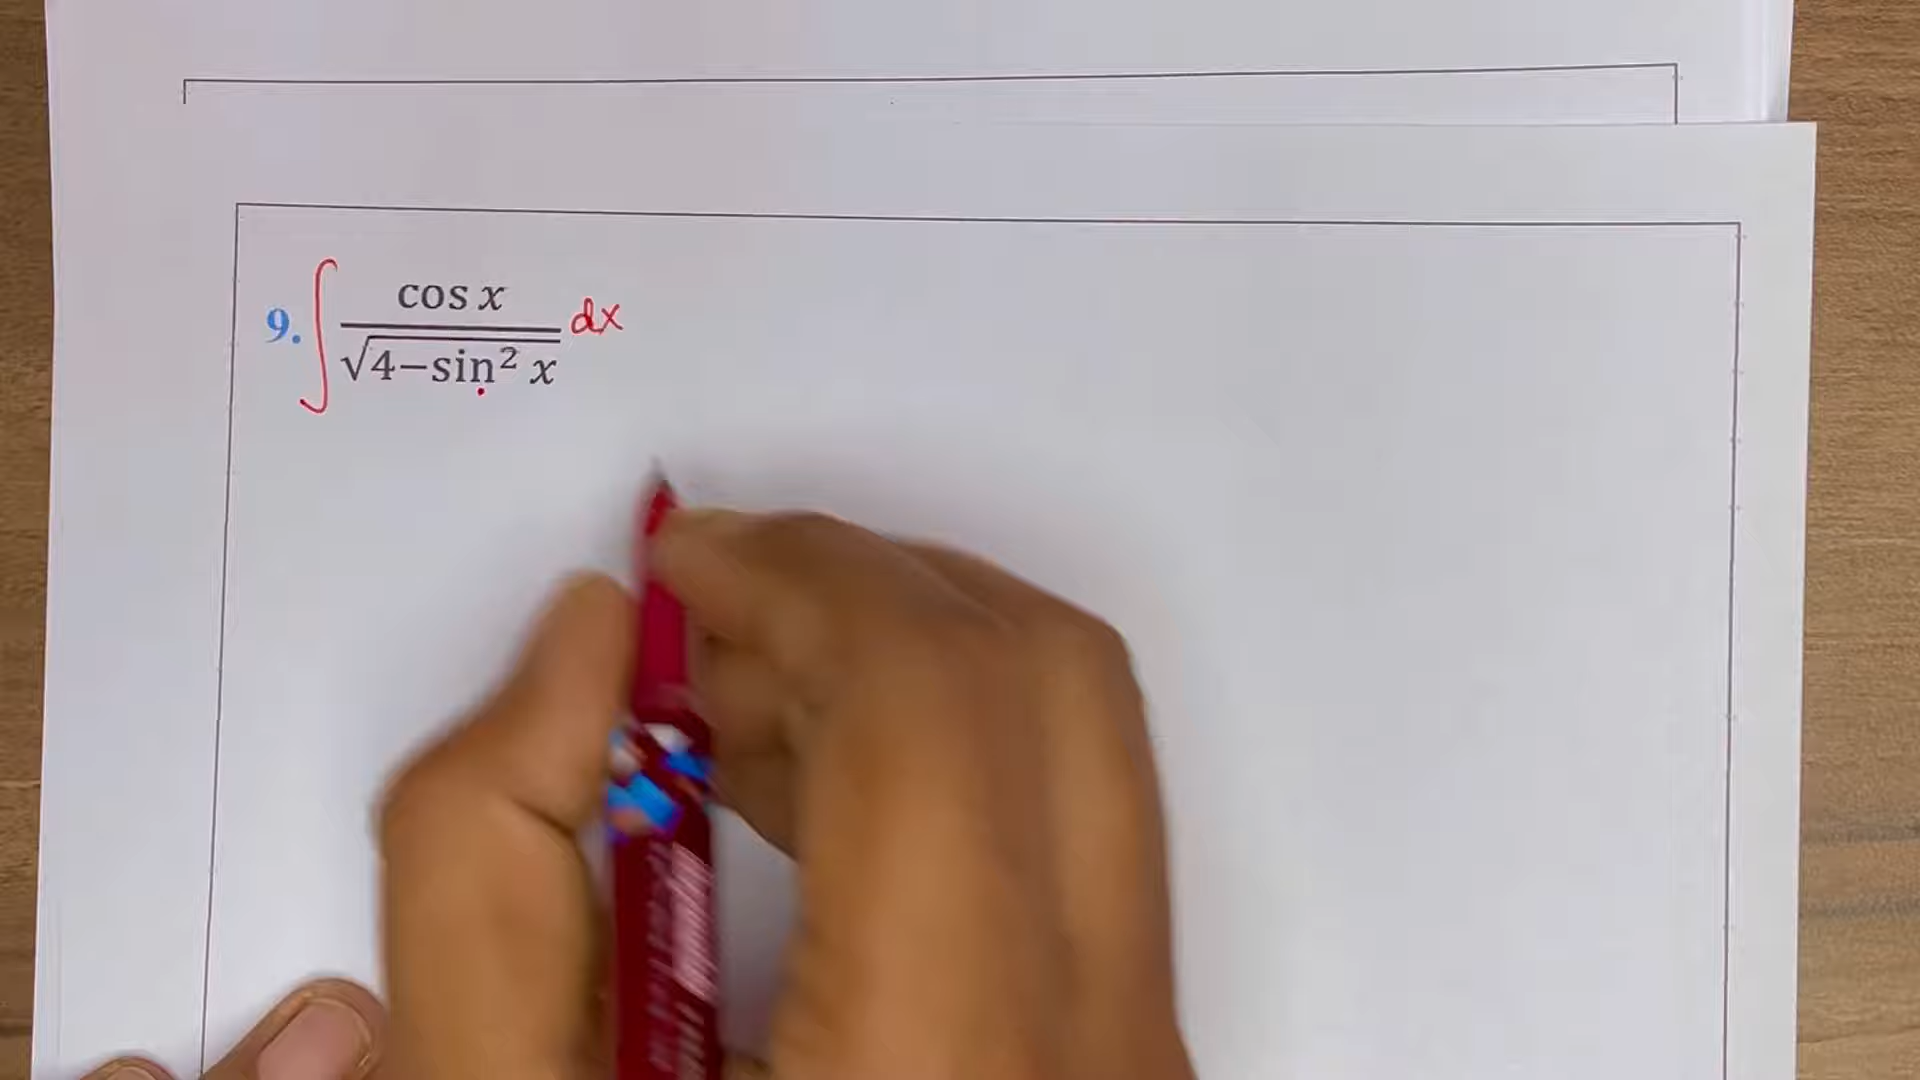 9. ∫ cos x / √4−sin² x dx